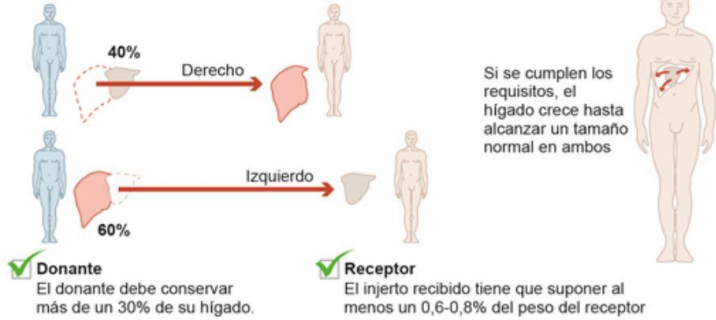 40%
Derecho
Si se cumplen los
requisitos, el
hígado crece hasta
alcanzar un tamaño
normal en ambos
Izquierdo
60%
Donante
El donante debe conservar
más de un 30% de su hígado.
Receptor
El injerto recibido tiene que suponer al
menos un 0,6-0,8% del peso del receptor